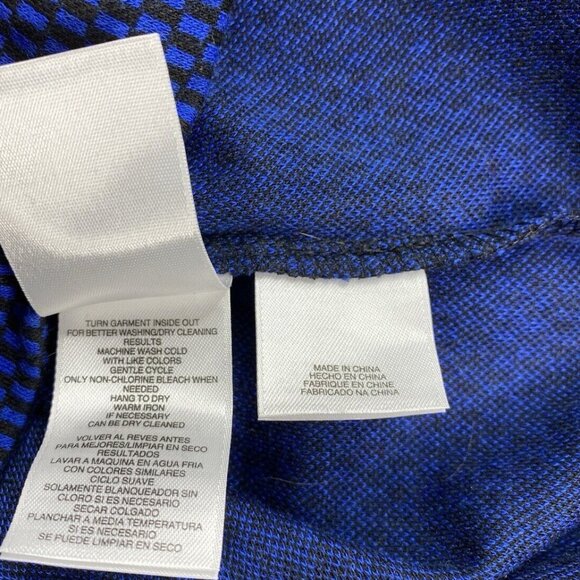 TURN GARMENT INSIDE OUT
FOR BETTER WASHING/DRY CLEANING
RESULTS
MACHINE WASH COLD
WITH LIKE COLORS
GENTLE CYCLE
ONLY NON-CHLORINE BLEACH WHEN
NEEDED
HANG TO DRY
WARM IRON
IF NECESSARY
CAN BE DRY CLEANED
VOLVER AL REVES ANTES
PARA MEJORES/LIMPIAR EN SECO
RESULTADOS
LAVAR A MAQUINA EN AGUA FRIA
CON COLORES SIMILARES
CICLO SUAVE
SOLAMENTE BLANQUEADOR SIN
CLORO SI ES NECESARIO
SECAR COLGADO
PLANCHAR A MEDIA TEMPERATURA
SI ES NECESARIO
SE PUEDE LIMPIAR EN SECO
MADE IN CHINA
HECHO EN CHINA
FABRIQUE EN CHINE
FABRICADO NA CHINA